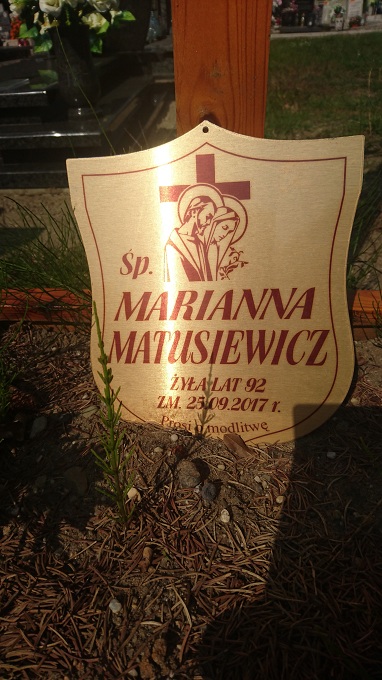 Śp.
MARIANNA
MATUSIEWICZ
ŻYŁA LAT 92
ZM. 25.09.2017 r.
Prosi o modlitwę